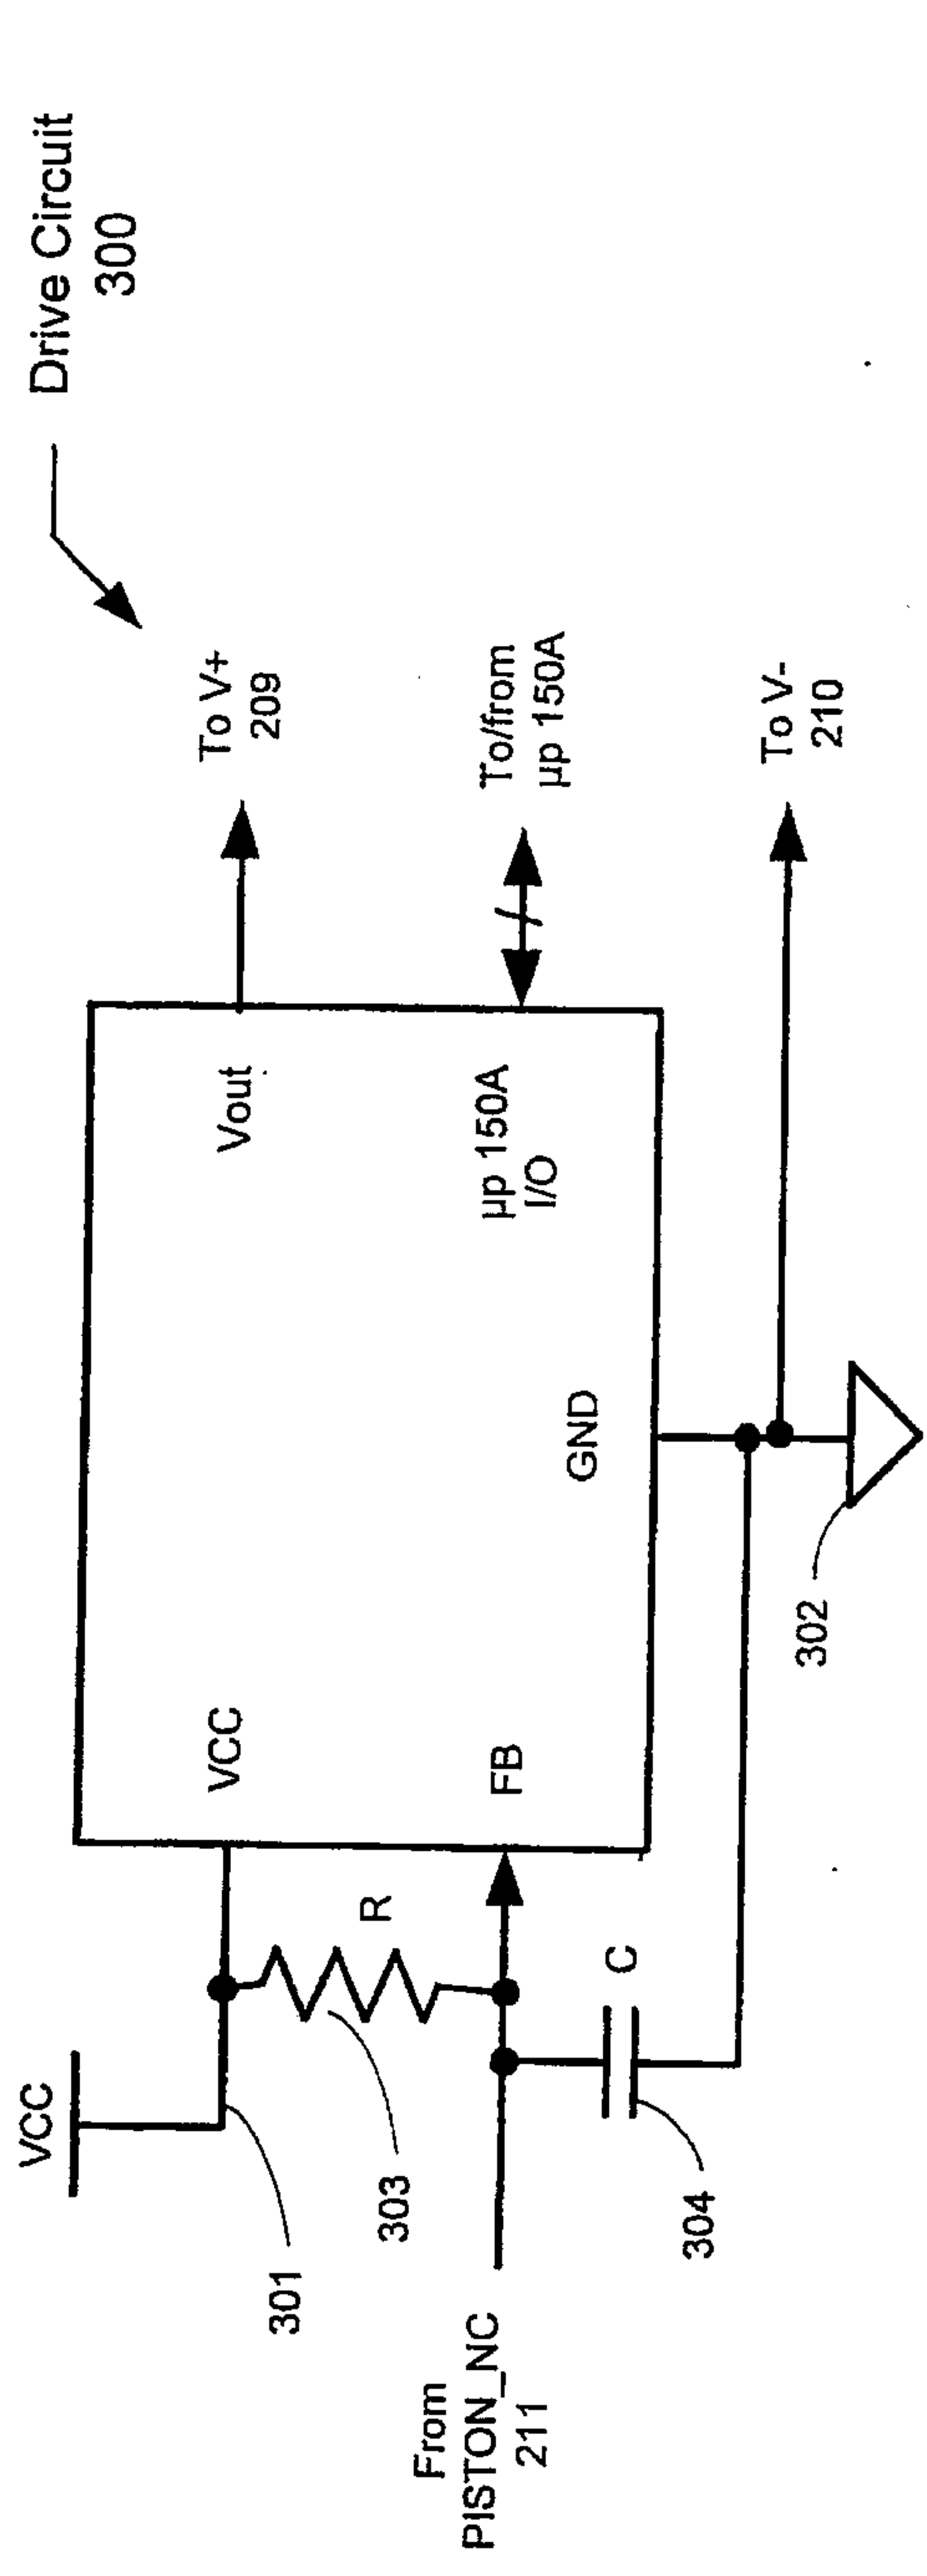 Drive Circuit
300
VCC
301
303
R
From
PISTON_NC
211
304
C
VCC
FB
GND
Vout
µp 150A
I/O
To V+
209
To/from
µp 150A
To V-
210
302